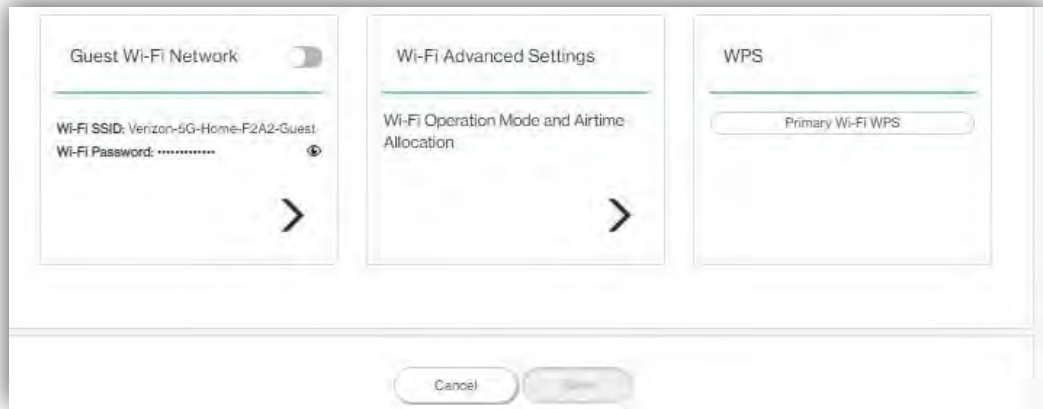 Guest Wi-Fi Network
Wi-Fi SSID: Verizon-5G-Home-F2A2-Guest
Wi-Fi Password: •••••••••••••
Wi-Fi Advanced Settings
Wi-Fi Operation Mode and Airtime
Allocation
WPS
Primary Wi-Fi WPS
Cancel